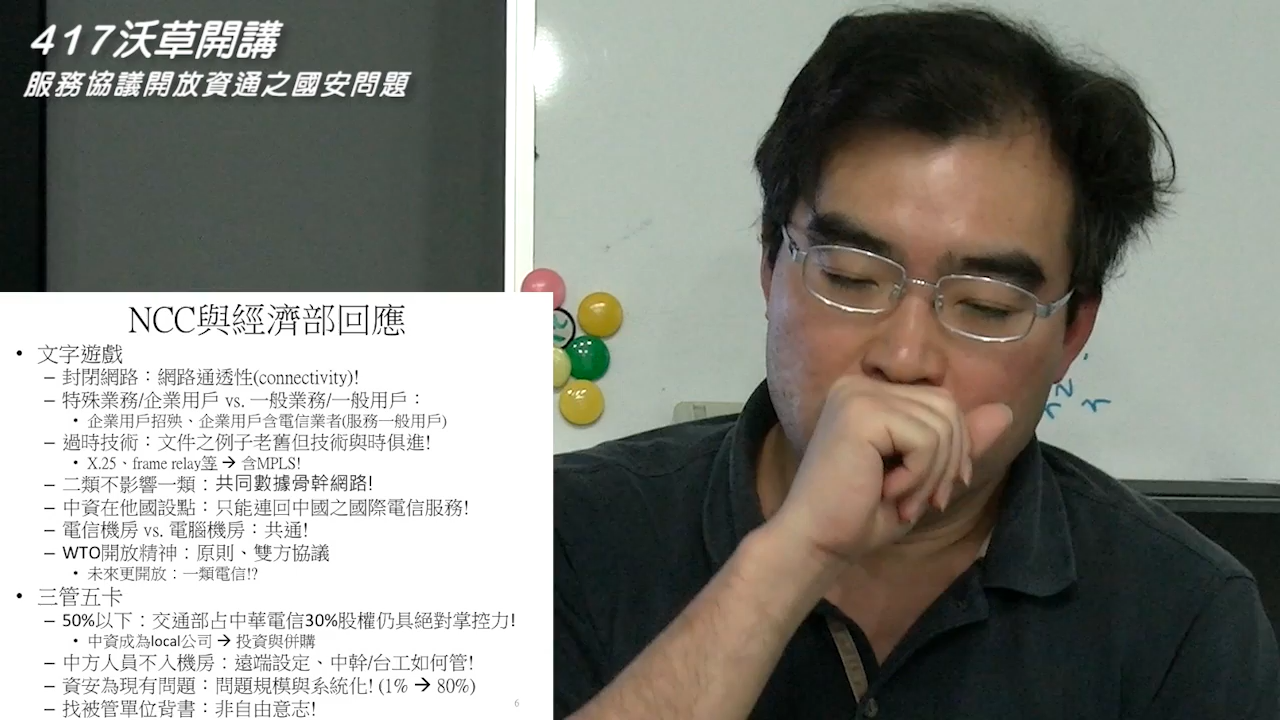 417沃草開講
服務協議開放資通之國安問題
NCC與經濟部回應
• 文字遊戲
– 封閉網路：網路通透性(connectivity)!
– 特殊業務/企業用戶 vs. 一般業務/一般用戶：
• 企業用戶招殃、企業用戶含電信業者(服務一般用戶)
– 過時技術：文件之例子老舊但技術與時俱進!
• X.25、frame relay等 → 含MPLS!
– 二類不影響一類：共同數據骨幹網路!
– 中資在他國設點：只能連回中國之國際電信服務!
– 電信機房 vs. 電腦機房：共通!
– WTO開放精神：原則、雙方協議
• 未來更開放：一類電信!?
• 三管五卡
– 50%以下：交通部占中華電信30%股權仍具絕對掌控力!
• 中資成為local公司 → 投資與併購
– 中方人員不入機房：遠端設定、中幹/台工如何管!
– 資安為現有問題：問題規模與系統化! (1% → 80%)
– 找被管單位背書：非自由意志!
6